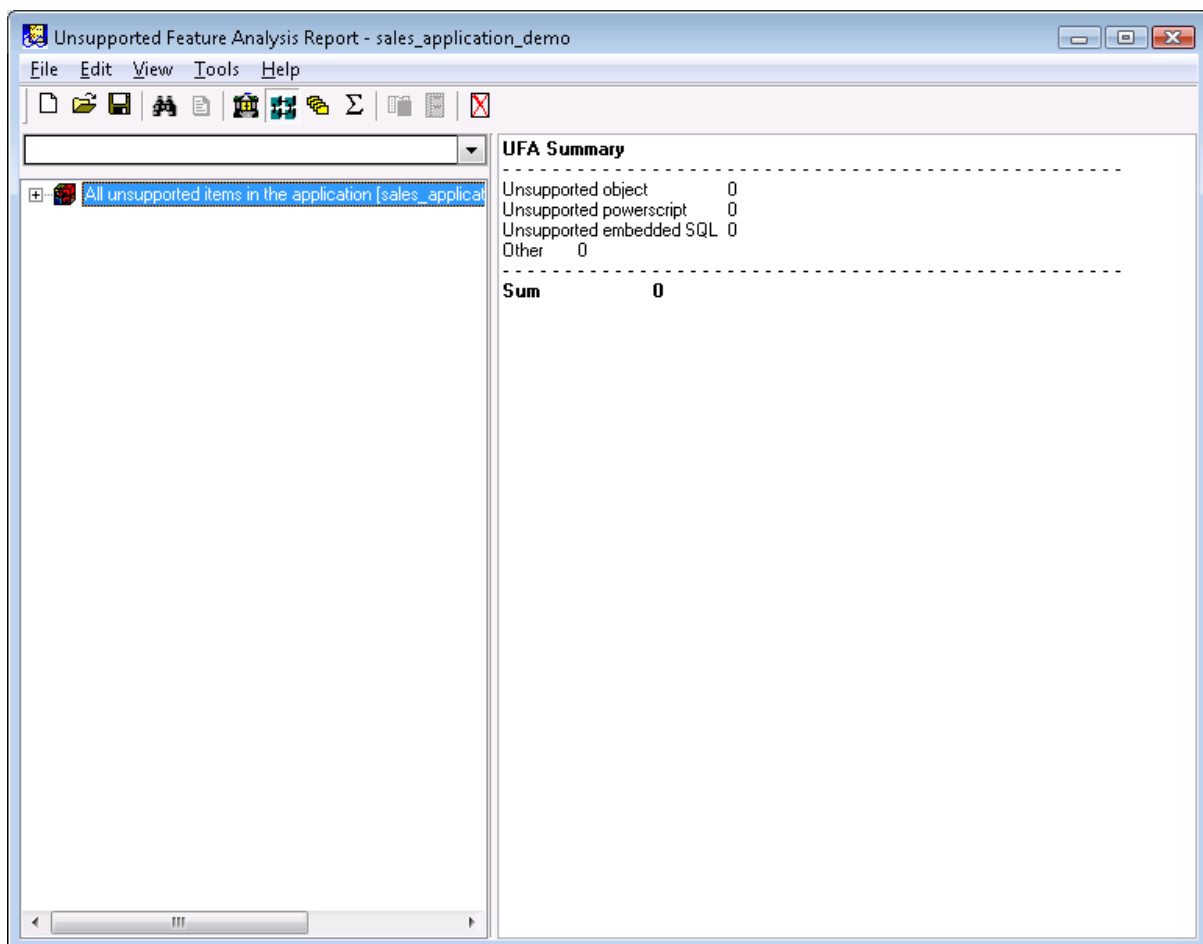 Unsupported Feature Analysis Report - sales_application_demo
File Edit View Tools Help
UFA Summary
All unsupported items in the application [sales_applicat
Unsupported object 0
Unsupported powerscript 0
Unsupported embedded SQL 0
Other 0
Sum 0